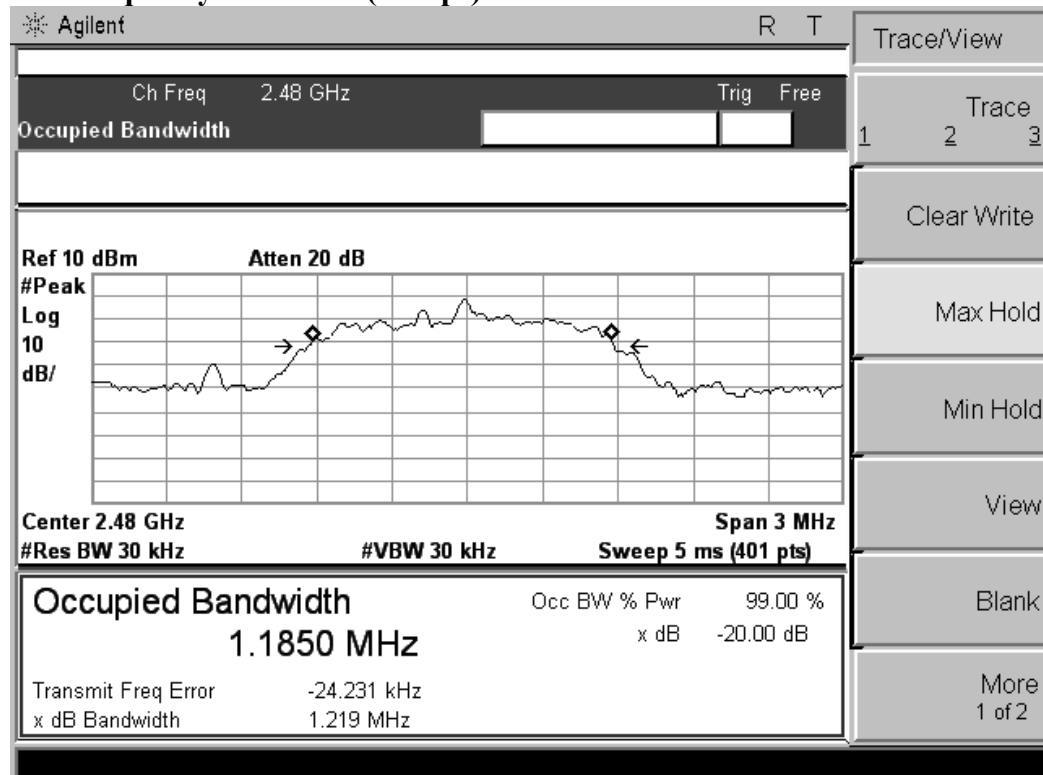 Agilent R T
Trace/View
Ch Freq 2.48 GHz Trig Free
Occupied Bandwidth
Trace
1 2 3
Clear Write
Max Hold
Min Hold
View
Blank
More
1 of 2
Ref 10 dBm Atten 20 dB
#Peak
Log
10
dB/
Center 2.48 GHz Span 3 MHz
#Res BW 30 kHz #VBW 30 kHz Sweep 5 ms (401 pts)
Occupied Bandwidth
1.1850 MHz
Occ BW % Pwr 99.00 %
x dB -20.00 dB
Transmit Freq Error -24.231 kHz
x dB Bandwidth 1.219 MHz